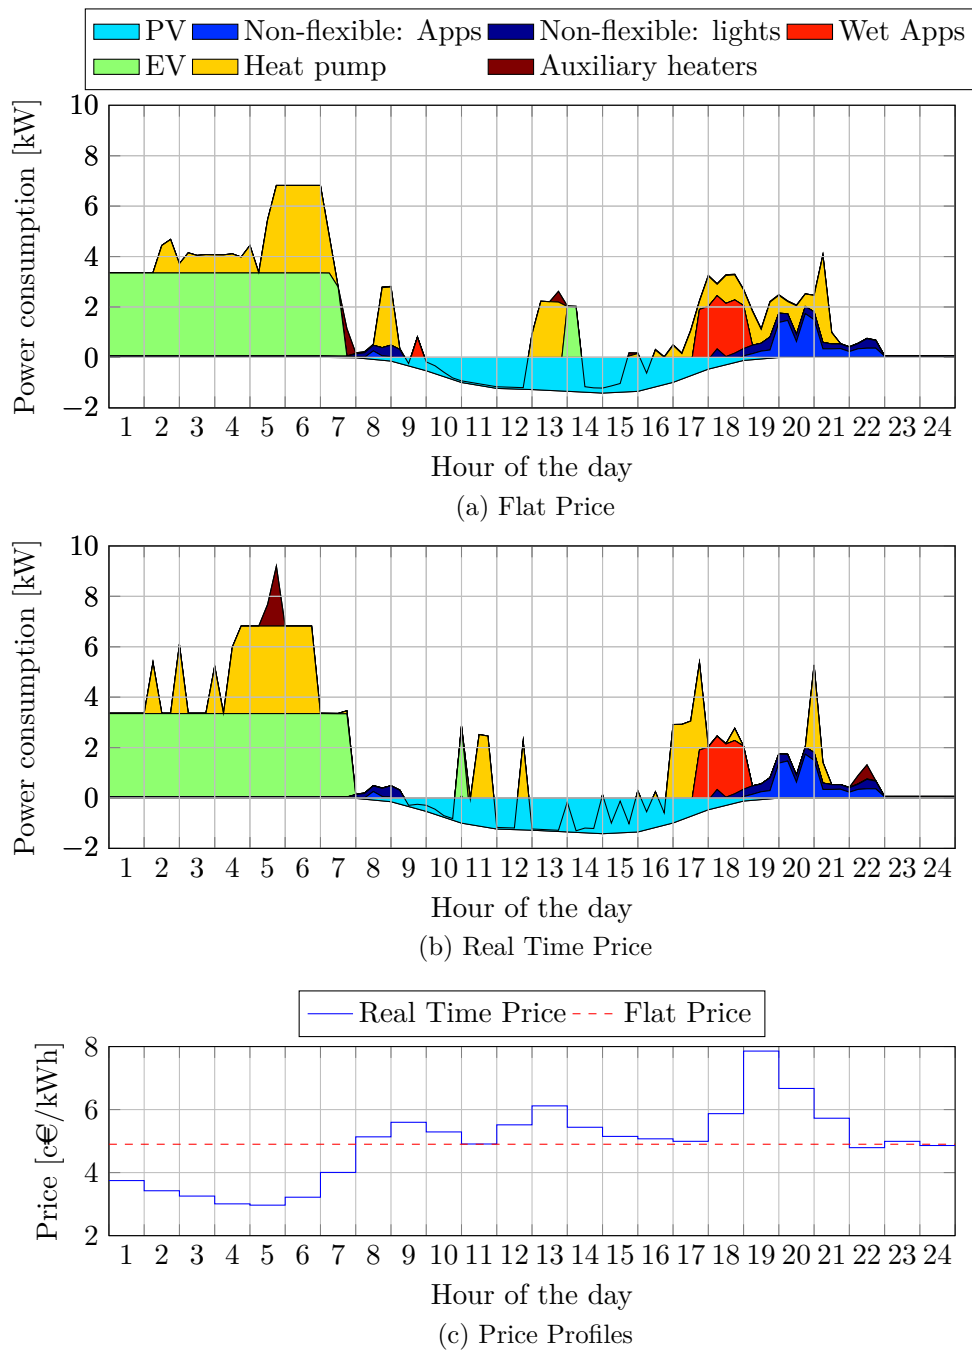 PV Non-flexible: Apps Non-flexible: lights Wet Apps
EV Heat pump Auxiliary heaters
Power consumption [kW]
10
8
6
4
2
0
−2
1 2 3 4 5 6 7 8 9 10 11 12 13 14 15 16 17 18 19 20 21 22 23 24
Hour of the day
(a) Flat Price
Power consumption [kW]
10
8
6
4
2
0
−2
1 2 3 4 5 6 7 8 9 10 11 12 13 14 15 16 17 18 19 20 21 22 23 24
Hour of the day
(b) Real Time Price
Real Time Price Flat Price
Price [c€/kWh]
8
6
4
2
1 2 3 4 5 6 7 8 9 10 11 12 13 14 15 16 17 18 19 20 21 22 23 24
Hour of the day
(c) Price Profiles